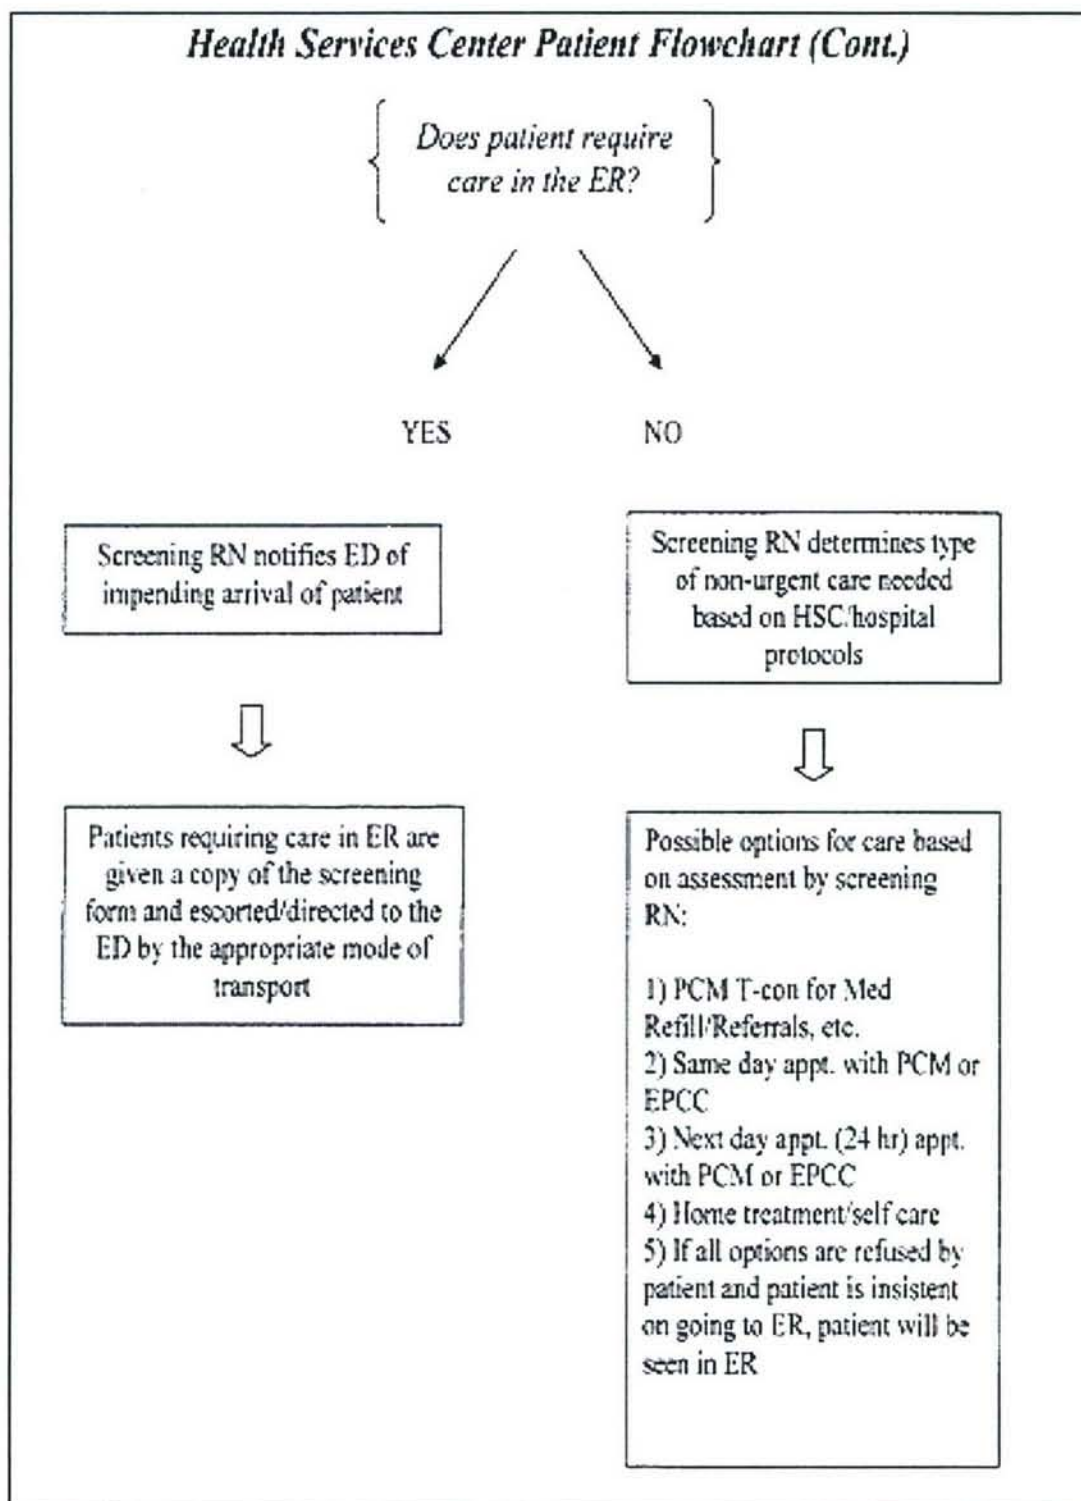 Health Services Center Patient Flowchart (Cont.)
Does patient require
care in the ER?
YES
NO
Screening RN notifies ED of
impending arrival of patient
Patients requiring care in ER are
given a copy of the screening
form and escorted/directed to the
ED by the appropriate mode of
transport
Screening RN determines type
of non-urgent care needed
based on HSC/hospital
protocols
Possible options for care based
on assessment by screening
RN:
1) PCM T-con for Med
Refill/Referrals, etc.
2) Same day appt. with PCM or
EPCC
3) Next day appt. (24 hr) appt.
with PCM or EPCC
4) Home treatment/self care
5) If all options are refused by
patient and patient is insistent
on going to ER, patient will be
seen in ER